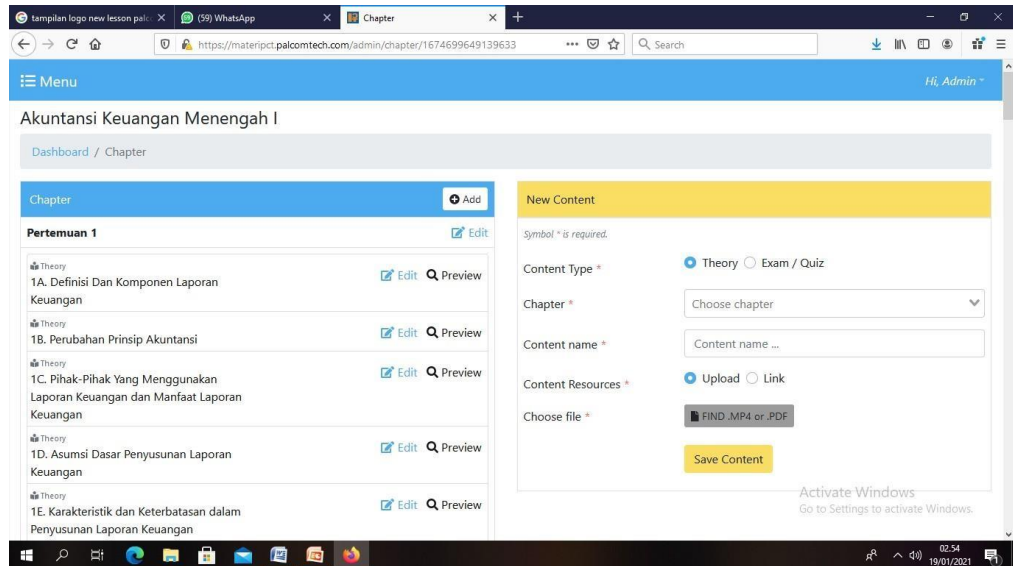 tampilan logo new lesson palc
(59) WhatsApp
Chapter
https://materipct.palcomtech.com/admin/chapter/1674699649139633
Search
Menu
Hi, Admin
Akuntansi Keuangan Menengah I
Dashboard / Chapter
Chapter
Add
Pertemuan 1
Edit
Theory
1A. Definisi Dan Komponen Laporan
Keuangan
Edit Preview
Theory
1B. Perubahan Prinsip Akuntansi
Edit Preview
Theory
1C. Pihak-Pihak Yang Menggunakan
Laporan Keuangan dan Manfaat Laporan
Keuangan
Edit Preview
Theory
1D. Asumsi Dasar Penyusunan Laporan
Keuangan
Edit Preview
Theory
1E. Karakteristik dan Keterbatasan dalam
Penyusunan Laporan Keuangan
Edit Preview
New Content
Symbol * is required.
Content Type *
Theory Exam / Quiz
Chapter *
Choose chapter
Content name *
Content name ...
Content Resources *
Upload Link
Choose file *
FIND .MP4 or .PDF
Save Content
Activate Windows
Go to Settings to activate Windows.
02.54
19/01/2021